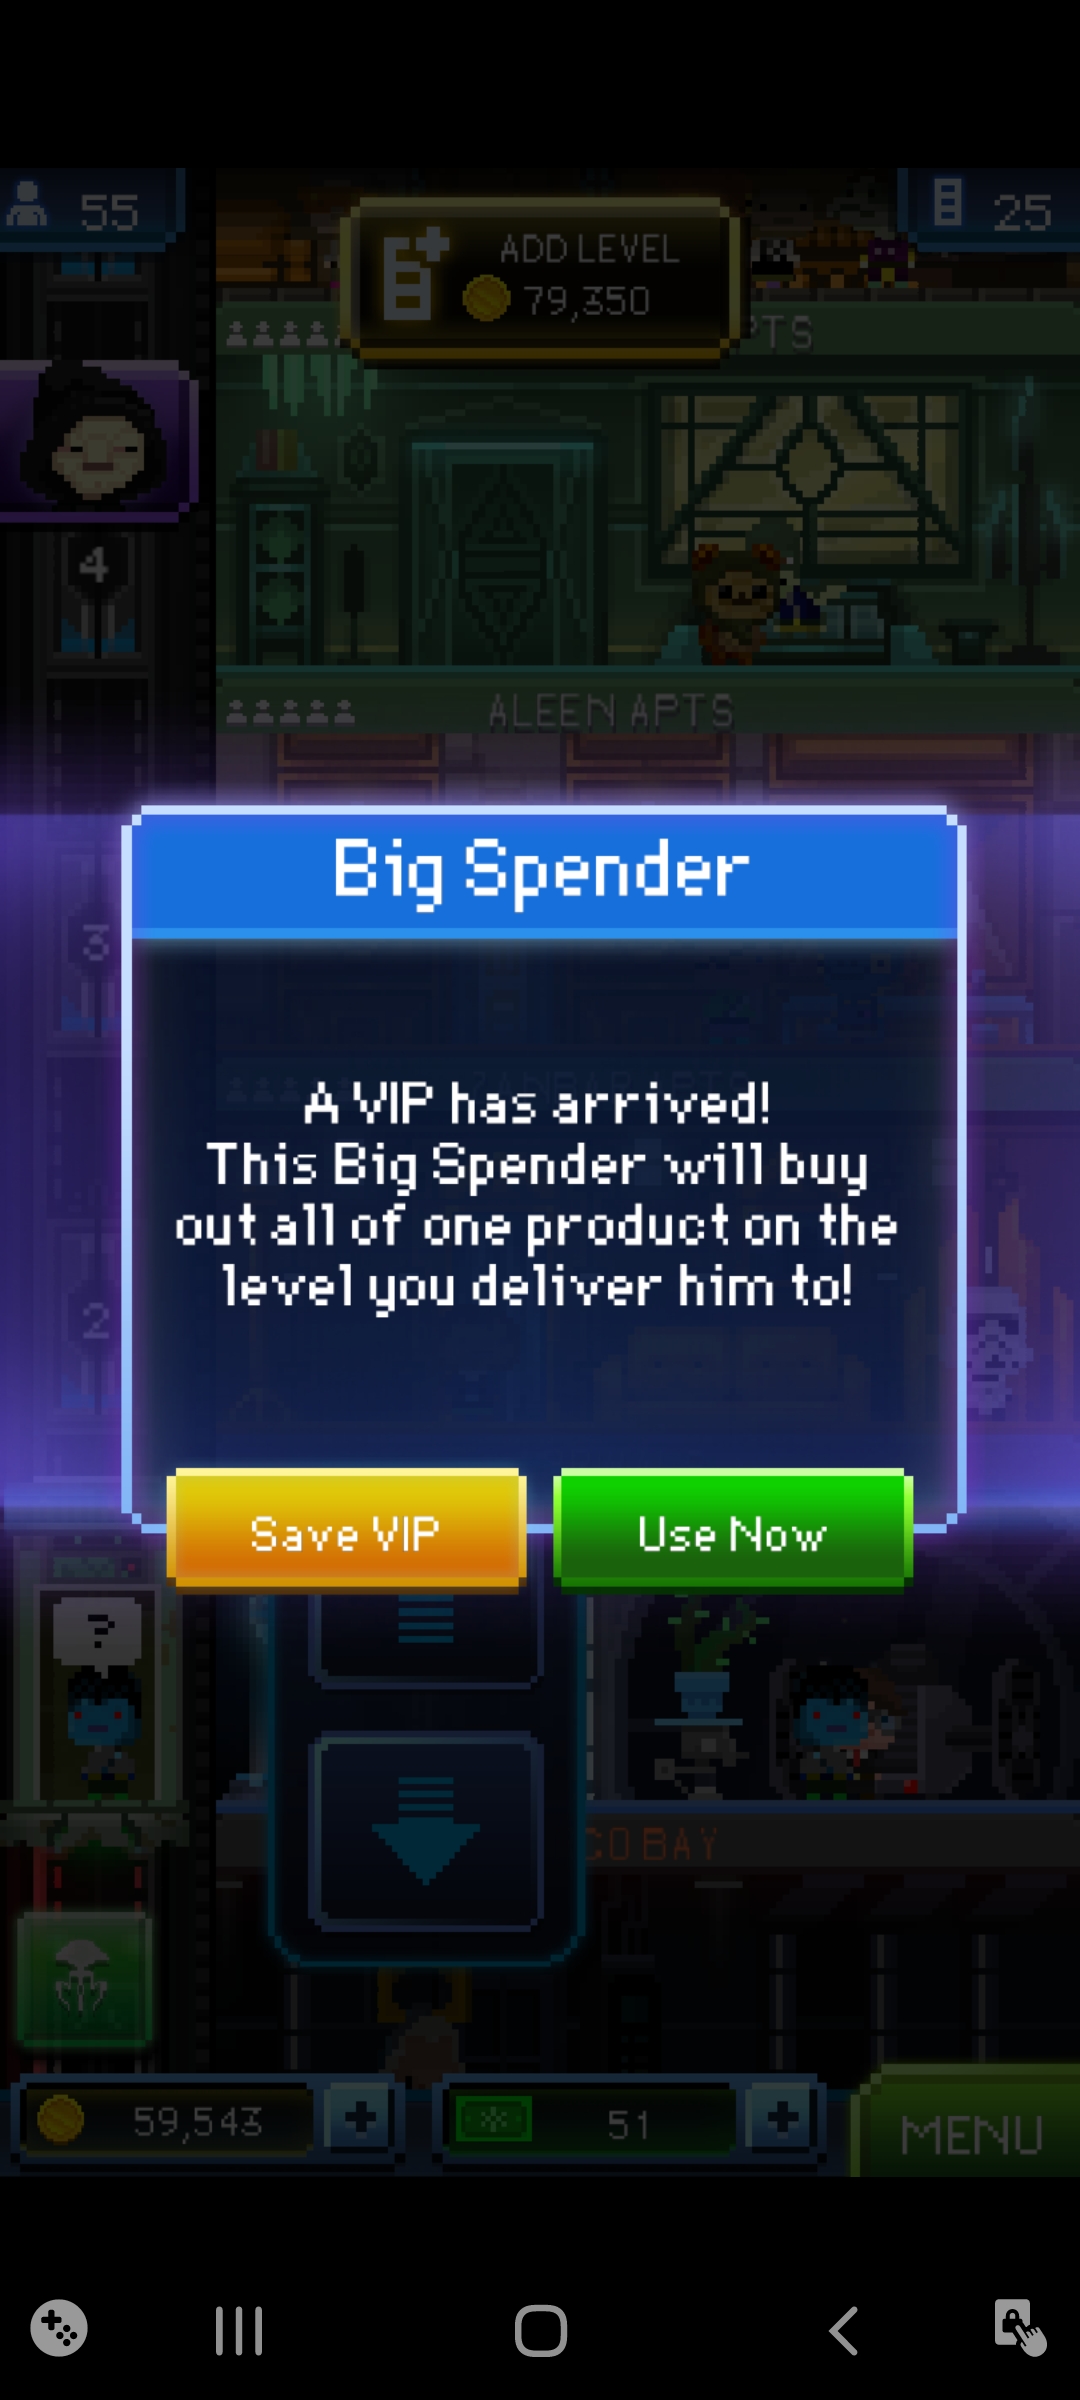 55
ADD LEVEL
79,350
25
PTS
4
ALEEN APTS
Big Spender
3
A VIP has arrived!
This Big Spender will buy
out all of one product on the
level you deliver him to!
2
Save VIP
Use Now
?
CO BAY
59,543
51
MENU